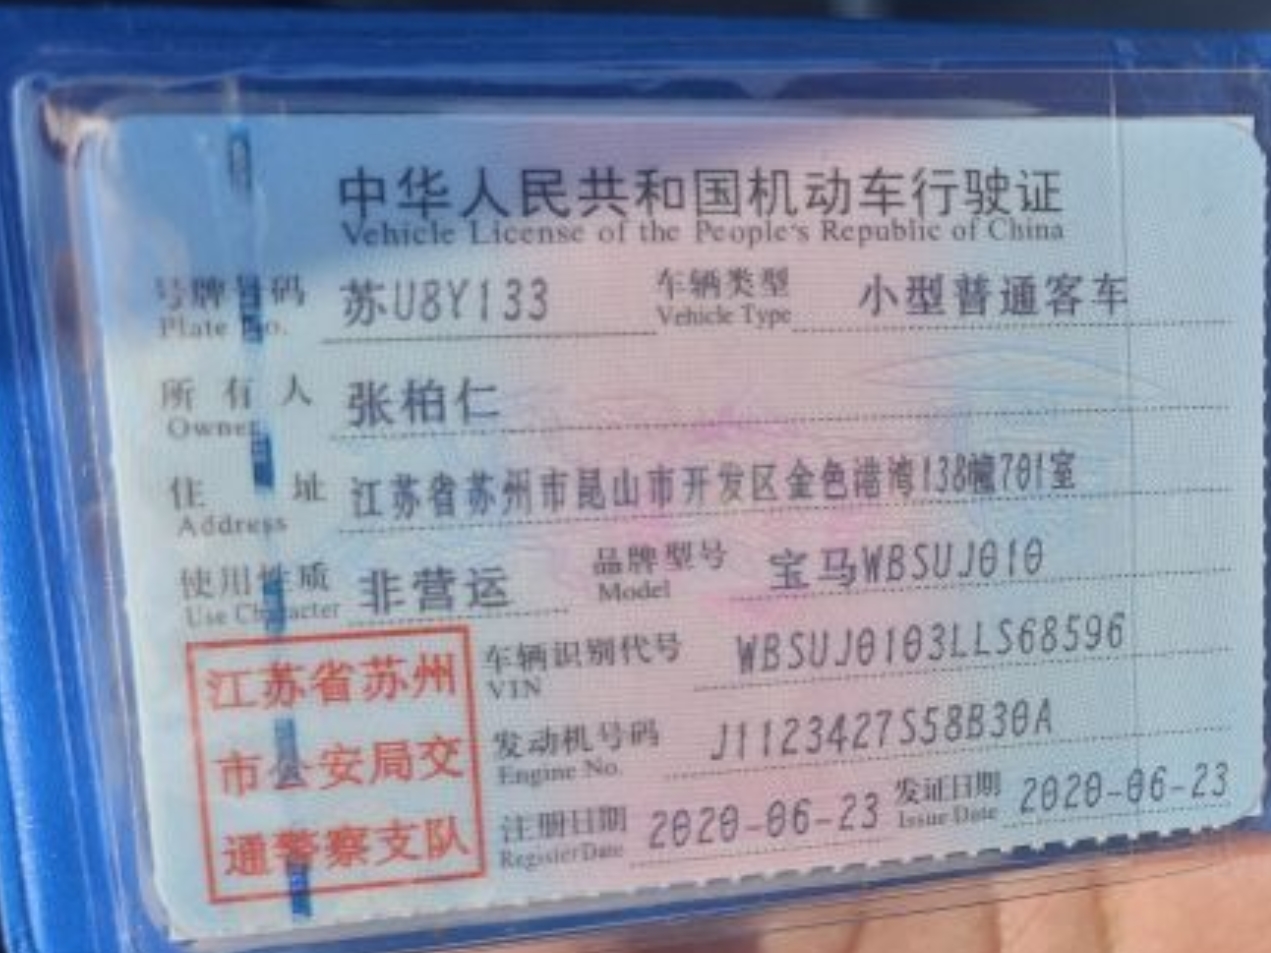 中华人民共和国机动车行驶证
Vehicle License of the People's Republic of China
号牌号码 苏U8Y133 车辆类型 小型普通客车
Plate No. Vehicle Type
所有人 张柏仁
Owner
住址 江苏省苏州市昆山市开发区金色港湾138幢701室
Address
使用性质 非营运 品牌型号 宝马WBSUJ010
Use Character Model
江苏省苏州
市公安局交
通警察支队
车辆识别代号 WBSUJ0103LLS68596
VIN
发动机号码 J1123427S58B30A
Engine No.
注册日期 2020-06-23 发证日期 2020-06-23
Register Date Issue Date